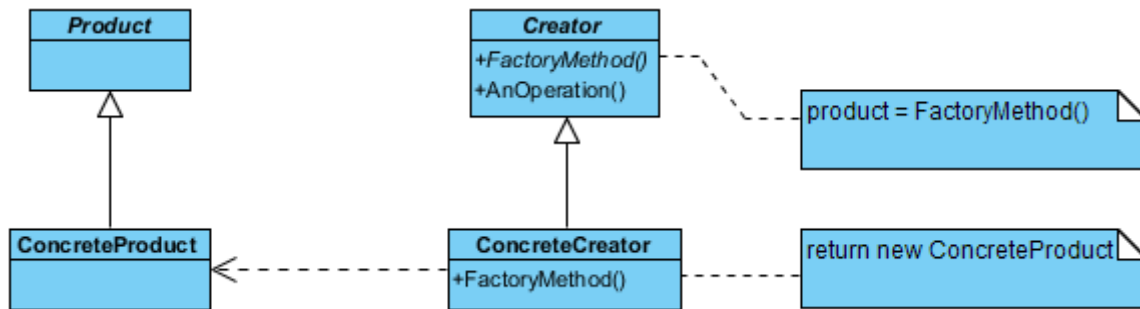 Product
Creator
+FactoryMethod()
+AnOperation()
product = FactoryMethod()
ConcreteProduct
ConcreteCreator
+FactoryMethod()
return new ConcreteProduct